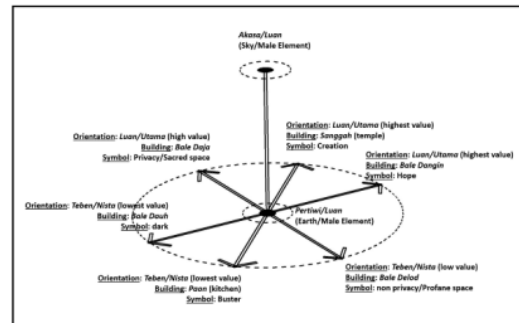 Akasa/Luan
(Sky/Male Element)
Orientation: Luan/Utama (highest value)
Building: Sanggah (temple)
Symbol: Creation
Orientation: Luan/Utama (high value)
Building: Bale Daja
Symbol: Privacy/Sacred space
Orientation: Luan/Utama (highest value)
Building: Bale Dangin
Symbol: Hope
Orientation: Teben/Nista (lowest value)
Building: Bale Dauh
Symbol: dark
Pertiwi/Luan
(Earth/Male Element)
Orientation: Teben/Nista (lowest value)
Building: Paon (kitchen)
Symbol: Buster
Orientation: Teben/Nista (low value)
Building: Bale Delod
Symbol: non privacy/Profane space